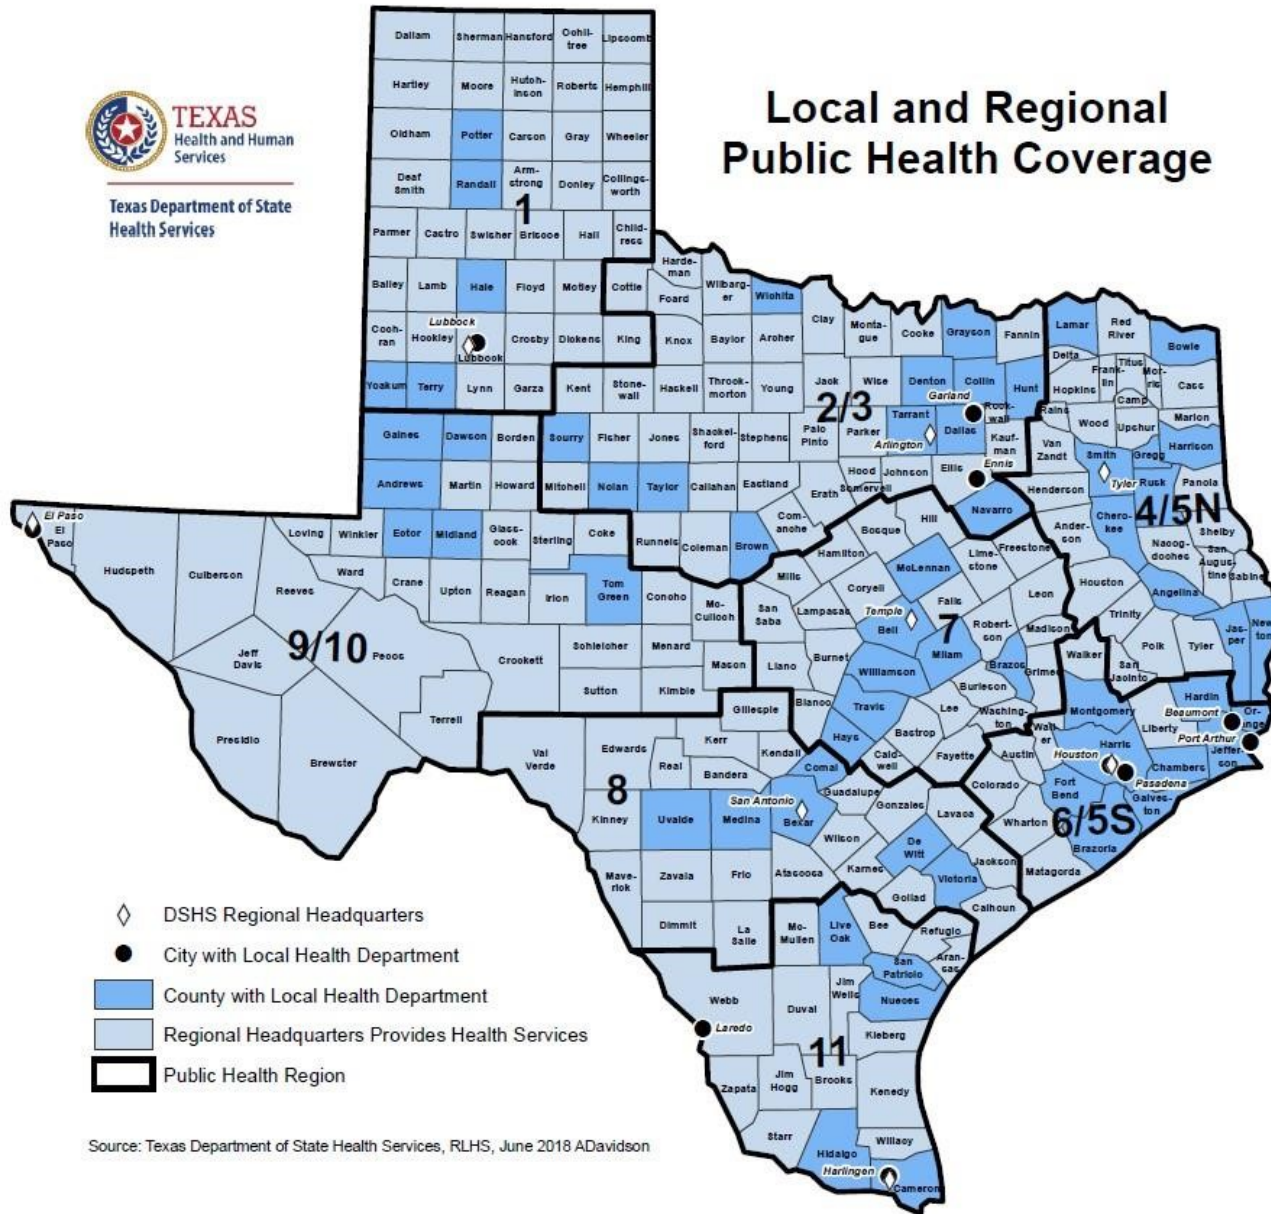 TEXAS
Health and Human
Services
Texas Department of State
Health Services
Local and Regional
Public Health Coverage
Dallam Sherman Hansford Ochil-
tree Lipscomb
Hartley Moore Hutch-
inson Roberts Hemphill
Oldham Potter Carson Gray Wheeler
Deaf
Smith Randall Arm-
strong Donley Collings-
worth
1
Parmer Castro Swisher Briscoe Hall Child-
ress
Bailey Lamb Hale Floyd Motley Cottle
Harde-
man
Foard Wilbarg-
er Wichita
Clay Monta-
gue Cooke Grayson Fannin
Lamar Red
River Bowie
Coch-
ran Hockley Lubbock
Lubbock Crosby Dickens King Knox Baylor Archer
Jack Wise Denton Collin Hunt
Delta Titus
Frank-
lin Mor-
ris
Hopkins Camp Cass
Yoakum Terry Lynn Garza Kent Stone-
wall Haskell Throck-
morton Young
2/3
Garland
Rock-
wall
Rains Wood Upshur Marion
Gaines Dawson Borden Scurry Fisher Jones Shackel-
ford Stephens Palo
Pinto Parker Tarrant
Arlington
Dallas
Kauf-
man
Van
Zandt Smith Gregg Harrison
Tyler
Andrews Martin Howard Mitchell Nolan Taylor Callahan Eastland
Hood
Somervell
Johnson Ellis Ennis
Henderson Rusk Panola
Erath
Navarro
Chero-
kee
4/5N
El Paso
El
Paso
Hudspeth Culberson
Loving Winkler Ector Midland Glass-
cock Sterling Coke Runnels Coleman Brown Com-
anche
Bosque Hill
Ander-
son
Nacog-
doches
Shelby
San
Augus-
tine Sabine
Hamilton
McLennan
Lime-
stone Freestone
Reeves Ward Crane Upton Reagan Irion Tom
Green Concho Mc-
Culloch
Mills Coryell
Falls
Leon
Houston Angelina
San
Saba Lampasas Temple
Bell
7
Robert-
son
Madison
Trinity
Jas-
per New-
ton
Jeff
Davis
9/10
Pecos
Crockett Schleicher Menard
Mason
Llano Burnet
Williamson
Milam
Brazos
Grimes
Walker
San
Jacinto
Polk Tyler
Sutton Kimble
Burleson
Presidio
Brewster
Terrell
Gillespie Blanco
Travis
Lee
Washing-
ton
Montgomery
Hardin
Beaumont
Or-
ange
Liberty
Port Arthur
Jeffer-
son
Hays
Bastrop
Wall-
er
Val
Verde Edwards Kerr
Kendall
Cald-
well
Fayette
Austin
Harris
Houston
Chambers
Pasadena
Real Bandera
Comal
Colorado
Fort
Bend
Galves-
ton
8
San Antonio
Bexar
Guadalupe Gonzales
Lavaca
Wharton
6/5S
Brazoria
Kinney Uvalde Medina
Wilson
De
Witt
Jackson
Matagorda
Karnes
Victoria
Maver-
ick Zavala Frio Atascosa
Goliad
Calhoun
Dimmit La
Salle Mc-
Mullen Live
Oak Bee Refugio
Aran-
sas
San
Patricio
Webb Duval Jim
Wells Nueces
Laredo
Kleberg
11
Zapata Jim
Hogg Brooks Kenedy
Starr Hidalgo Willacy
Harlingen
Cameron
DSHS Regional Headquarters
City with Local Health Department
County with Local Health Department
Regional Headquarters Provides Health Services
Public Health Region
Source: Texas Department of State Health Services, RLHS, June 2018 ADavidson